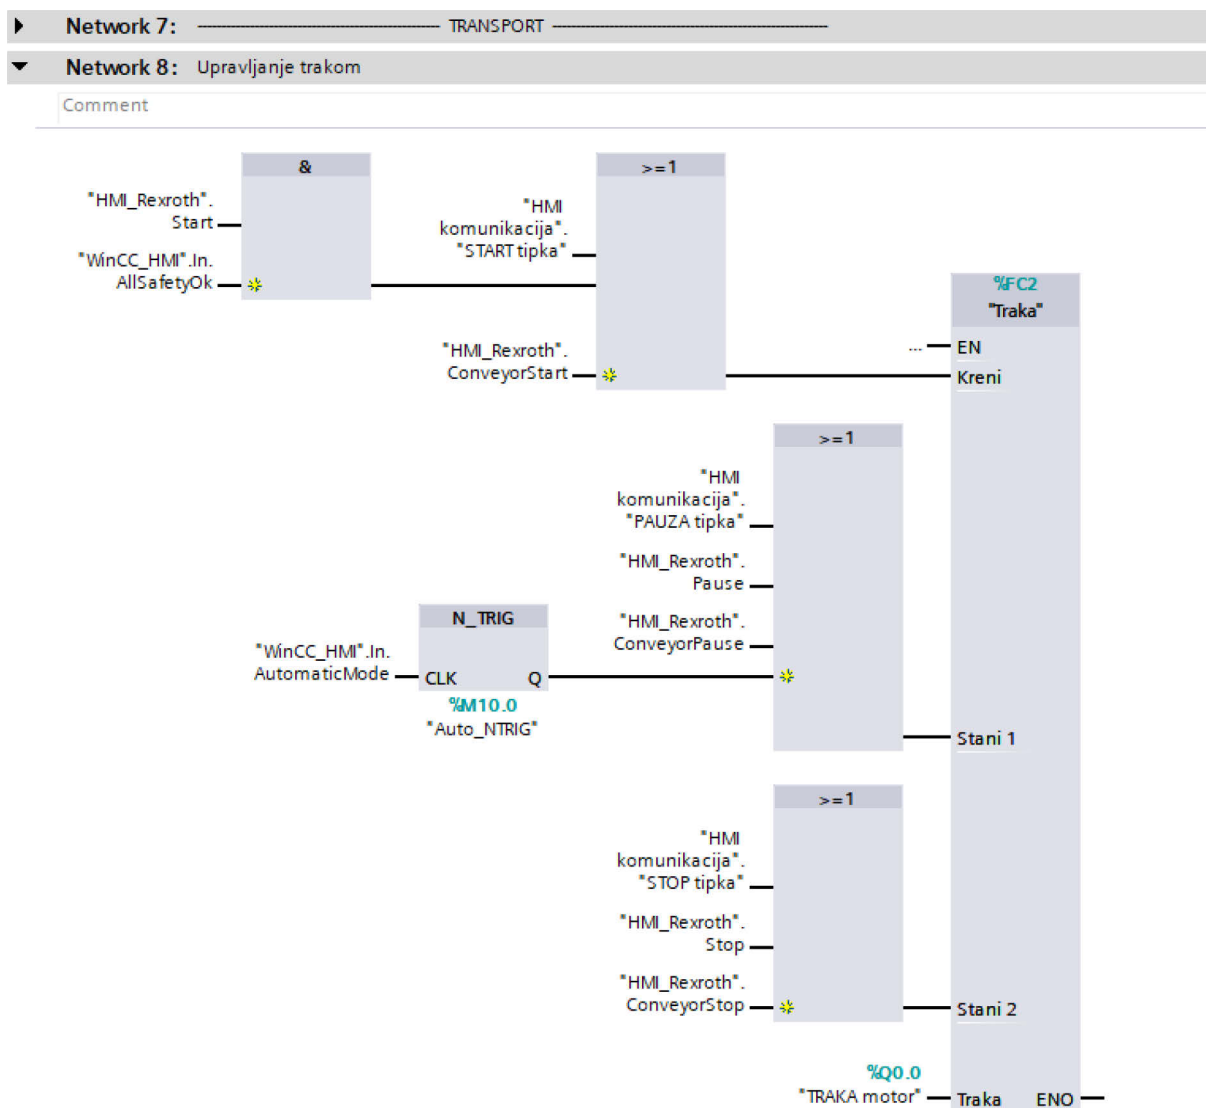 Network 7: TRANSPORT
Network 8: Upravljanje trakom
Comment
&
"HMI_Rexroth".
Start
"WinCC_HMI".In.
AllSafetyOk
>=1
"HMI
komunikacija".
"START tipka"
"HMI_Rexroth".
ConveyorStart
%FC2
"Traka"
... EN
Kreni
>=1
"HMI
komunikacija".
"PAUZA tipka"
"HMI_Rexroth".
Pause
"HMI_Rexroth".
ConveyorPause
N_TRIG
"WinCC_HMI".In.
AutomaticMode
CLK Q
%M10.0
"Auto_NTRIG"
Stani 1
>=1
"HMI
komunikacija".
"STOP tipka"
"HMI_Rexroth".
Stop
"HMI_Rexroth".
ConveyorStop
Stani 2
%Q0.0
"TRAKA motor"
Traka ENO